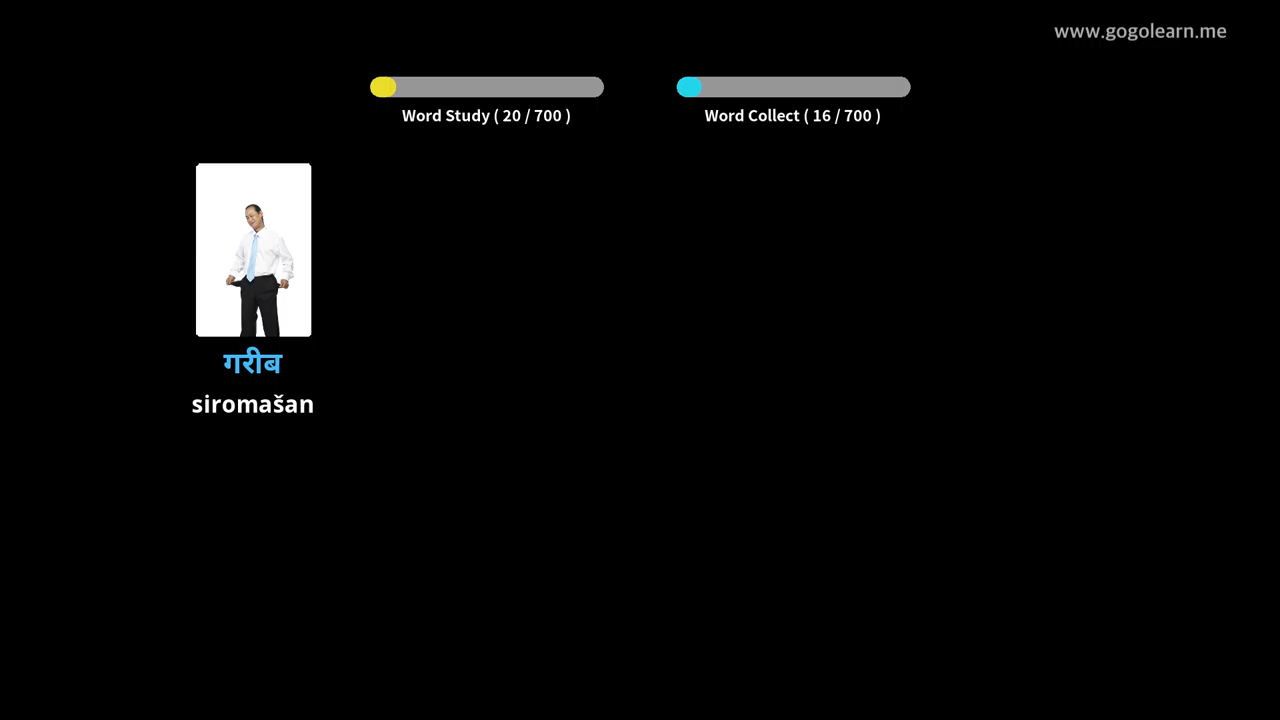 www.gogolearn.me
Word Study ( 20 / 700 )
Word Collect ( 16 / 700 )
गरीब
siromašan